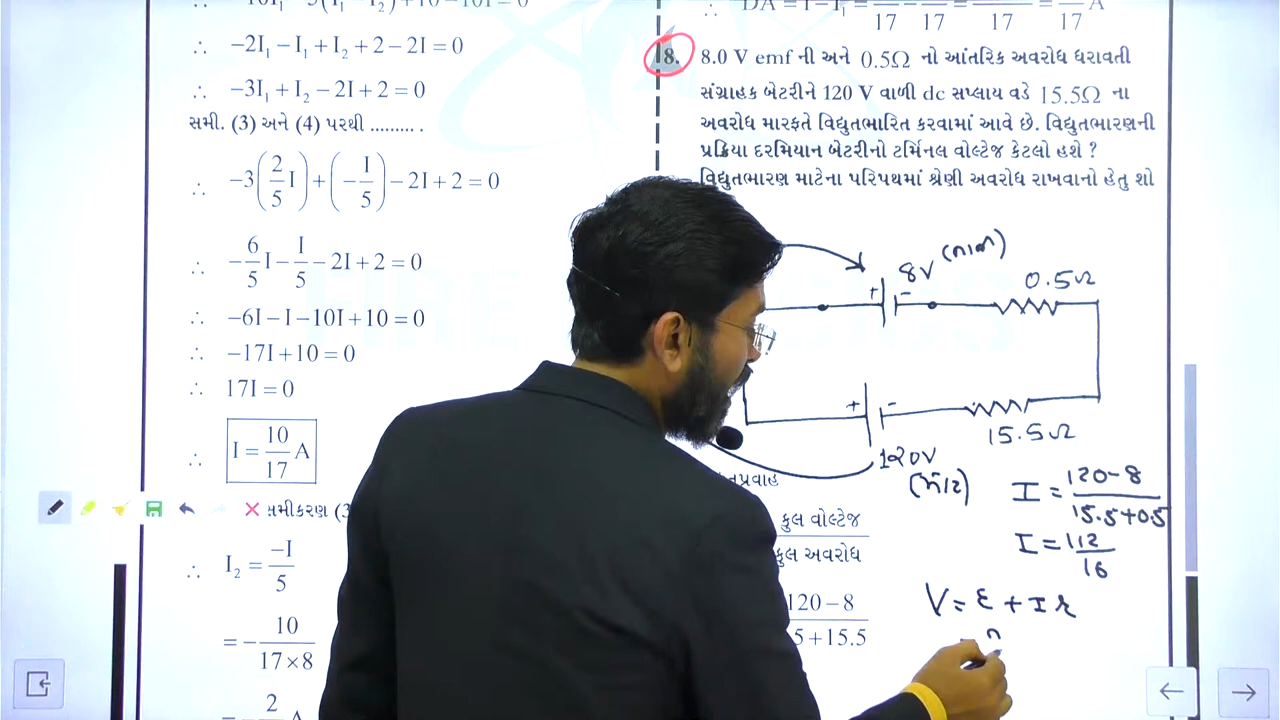 ∴ −2I₁ − I₁ + I₂ + 2 − 2I = 0
∴ −3I₁ + I₂ − 2I + 2 = 0
સમી. (3) અને (4) પરથી ......... .
∴ −3(2/5 I) + (−I/5) − 2I + 2 = 0
∴ −6/5 I − I/5 − 2I + 2 = 0
∴ −6I − I − 10I + 10 = 0
∴ −17I + 10 = 0
∴ 17I = 0
∴ I = 10/17 A
સમીકરણ (3
∴ I₂ = −I/5
= − 10/17×8
= 2 A
17 17 17 17 A
18. 8.0 V emf ની અને 0.5Ω નો આંતરિક અવરોધ ધરાવતી
સંગ્રાહક બેટરીને 120 V વાળી dc સપ્લાય વડે 15.5Ω ના
અવરોધ મારફતે વિદ્યુતભારિત કરવામાં આવે છે. વિદ્યુતભારણની
પ્રક્રિયા દરમિયાન બેટરીનો ટર્મિનલ વોલ્ટેજ કેટલો હશે ?
વિદ્યુતભારણ માટેના પરિપથમાં શ્રેણી અવરોધ રાખવાનો હેતુ શો
8V (નાની)
0.5Ω
+ −
+ −
15.5Ω
120V
(મોટી)
પ્રવાહ
કુલ વોલ્ટેજ
કુલ અવરોધ
120 − 8
5 + 15.5
I = 120−8 / 15.5+0.5
I = 112/16
V = ε + Ir
=